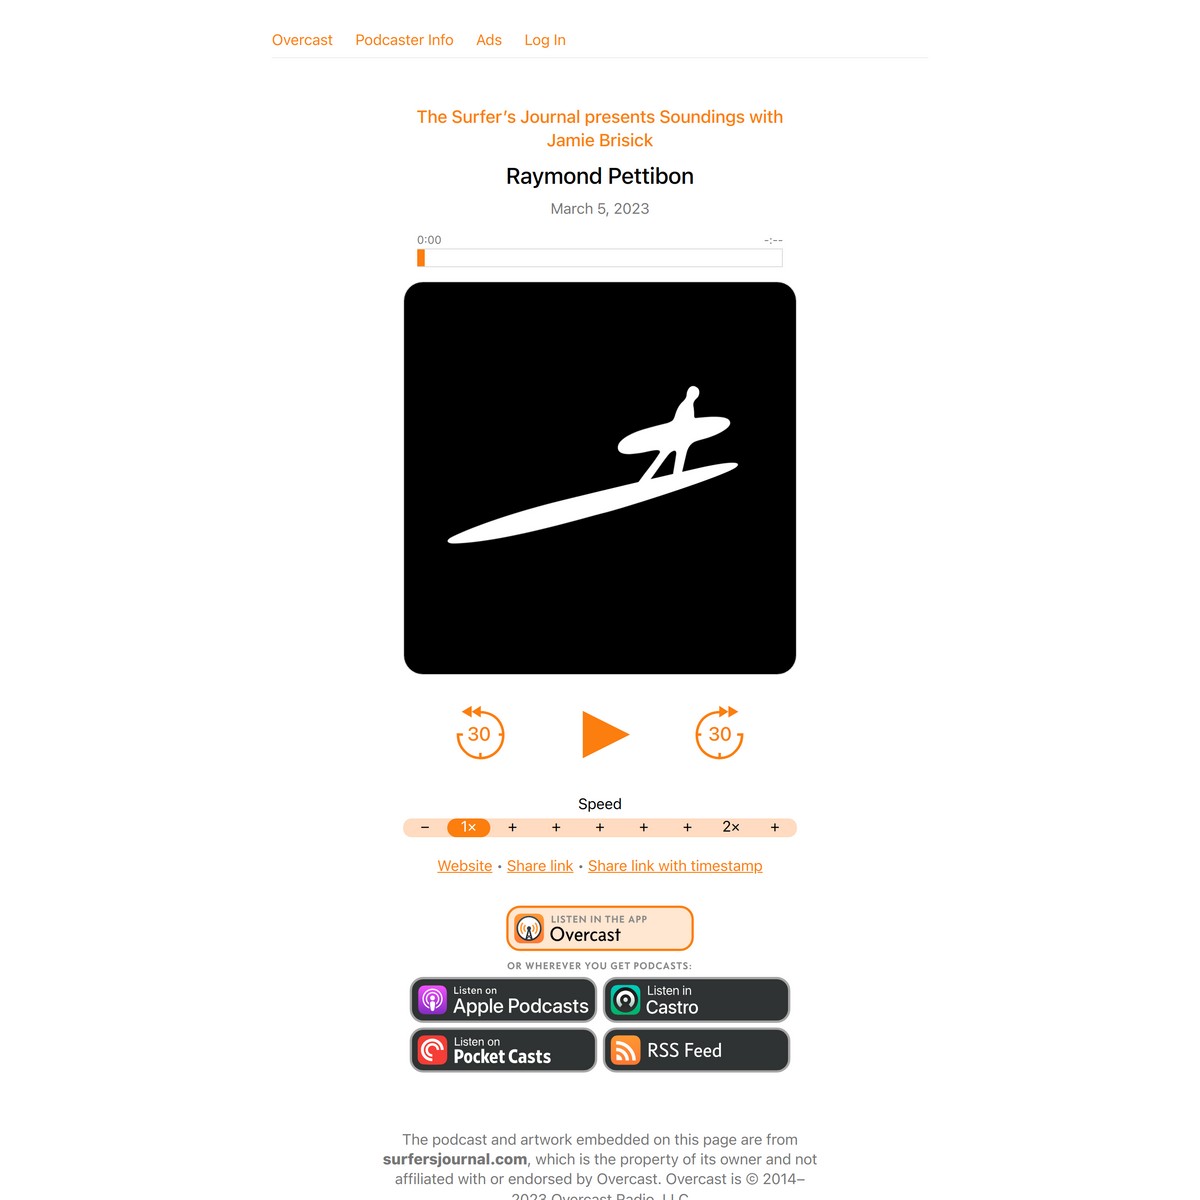 Overcast Podcaster Info Ads Log In
The Surfer’s Journal presents Soundings with
Jamie Brisick
Raymond Pettibon
March 5, 2023
0:00 -:--
30 30
Speed
− 1× + + + + + 2× +
Website • Share link • Share link with timestamp
LISTEN IN THE APP
Overcast
OR WHEREVER YOU GET PODCASTS:
Listen on
Apple Podcasts
Listen in
Castro
Listen on
Pocket Casts
RSS Feed
The podcast and artwork embedded on this page are from
surfersjournal.com, which is the property of its owner and not
affiliated with or endorsed by Overcast. Overcast is © 2014–
2023 Overcast Radio, LLC.